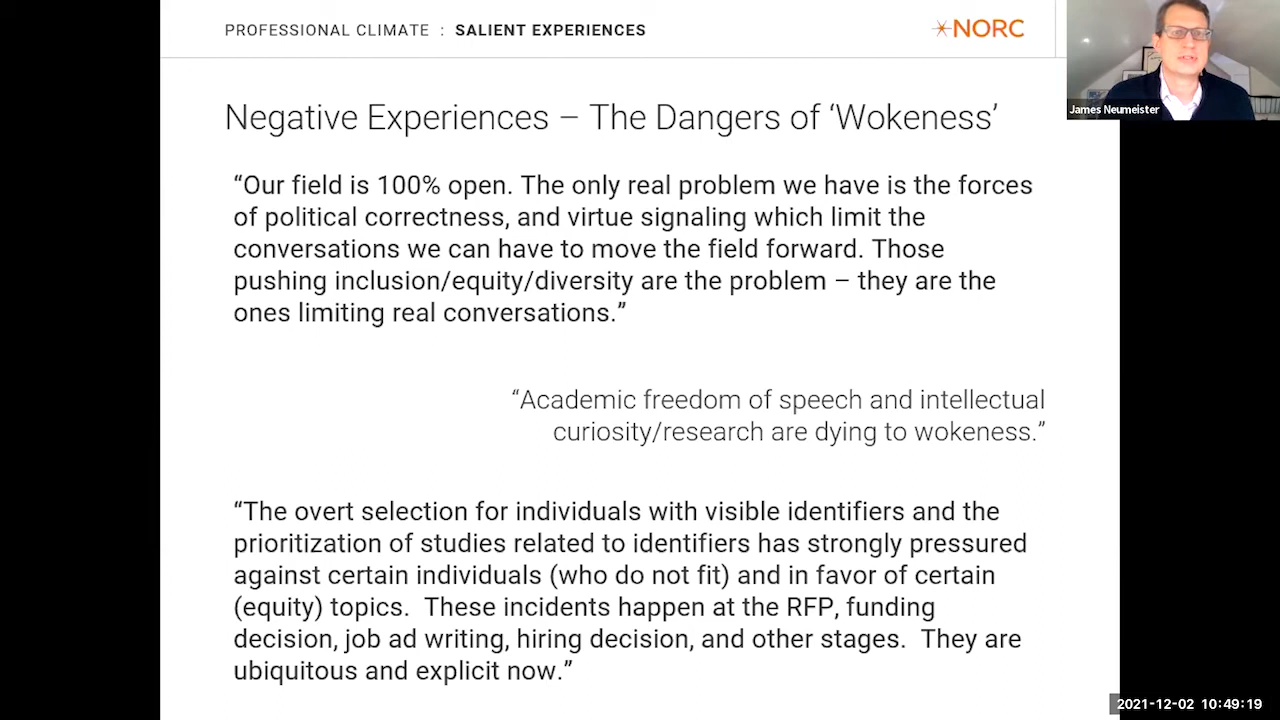 PROFESSIONAL CLIMATE : SALIENT EXPERIENCES
NORC
James Neumeister
Negative Experiences – The Dangers of ‘Wokeness’
“Our field is 100% open. The only real problem we have is the forces
of political correctness, and virtue signaling which limit the
conversations we can have to move the field forward. Those
pushing inclusion/equity/diversity are the problem – they are the
ones limiting real conversations.”
“Academic freedom of speech and intellectual
curiosity/research are dying to wokeness.”
“The overt selection for individuals with visible identifiers and the
prioritization of studies related to identifiers has strongly pressured
against certain individuals (who do not fit) and in favor of certain
(equity) topics.  These incidents happen at the RFP, funding
decision, job ad writing, hiring decision, and other stages.  They are
ubiquitous and explicit now.”
2021-12-02 10:49:19